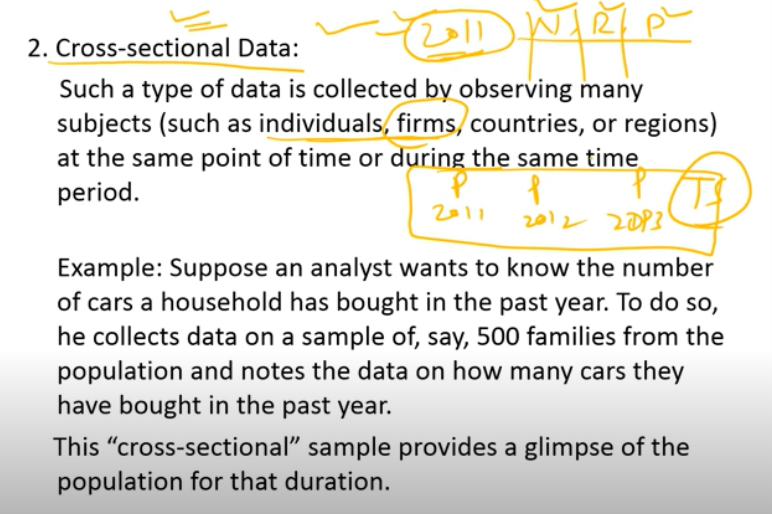 2011 W R P
2. Cross-sectional Data:
Such a type of data is collected by observing many
subjects (such as individuals, firms, countries, or regions)
at the same point of time or during the same time
period.
P P P TS
2011 2012 2013
Example: Suppose an analyst wants to know the number
of cars a household has bought in the past year. To do so,
he collects data on a sample of, say, 500 families from the
population and notes the data on how many cars they
have bought in the past year.
This “cross-sectional” sample provides a glimpse of the
population for that duration.